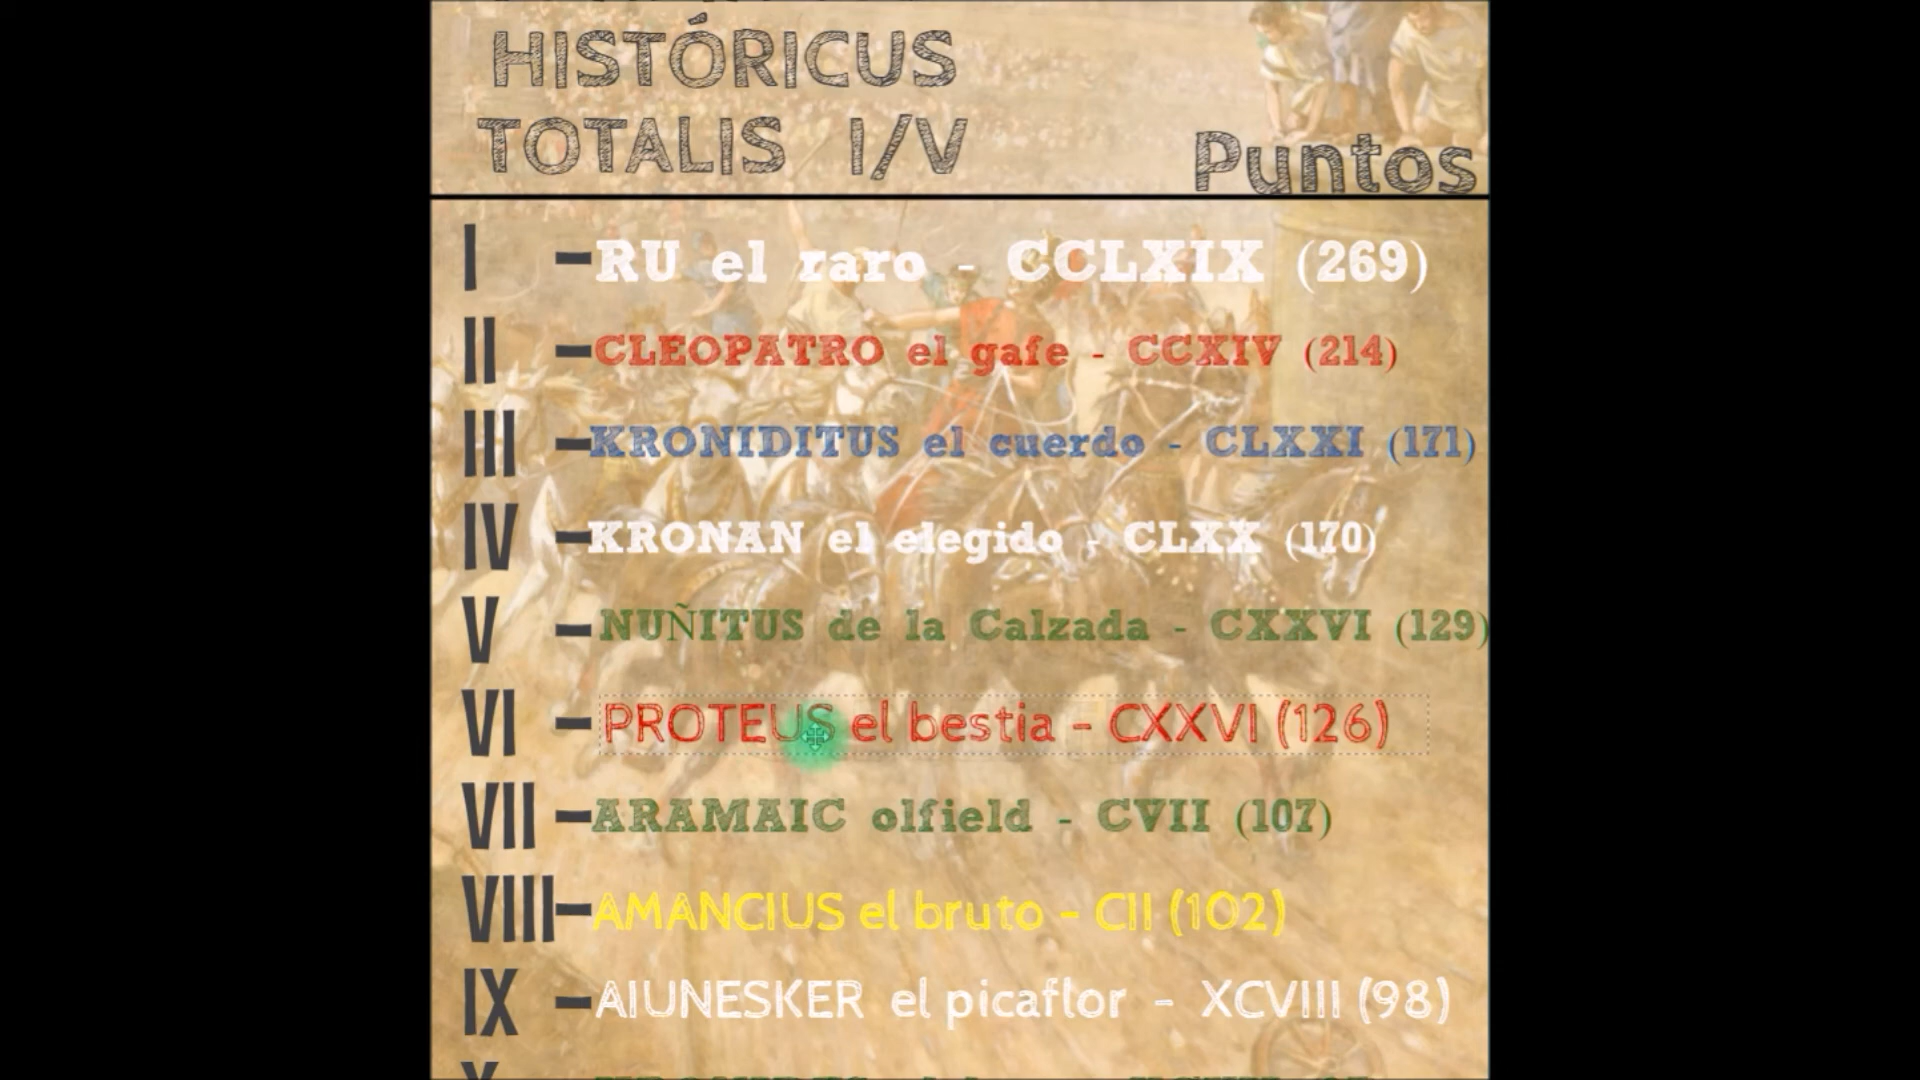 HISTÓRICUS
TOTALIS I/V
Puntos
I -RU el raro - CCLXIX (269)
II -CLEOPATRO el gafe - CCXIV (214)
III -KRONIDITUS el cuerdo - CLXXI (171)
IV -KRONAN el elegido - CLXX (170)
V -NUÑITUS de la Calzada - CXXVI (129)
VI -PROTEUS el bestia - CXXVI (126)
VII -ARAMAIC olfield - CVII (107)
VIII-AMANCIUS el bruto - CII (102)
IX -AIUNESKER el picaflor - XCVIII (98)